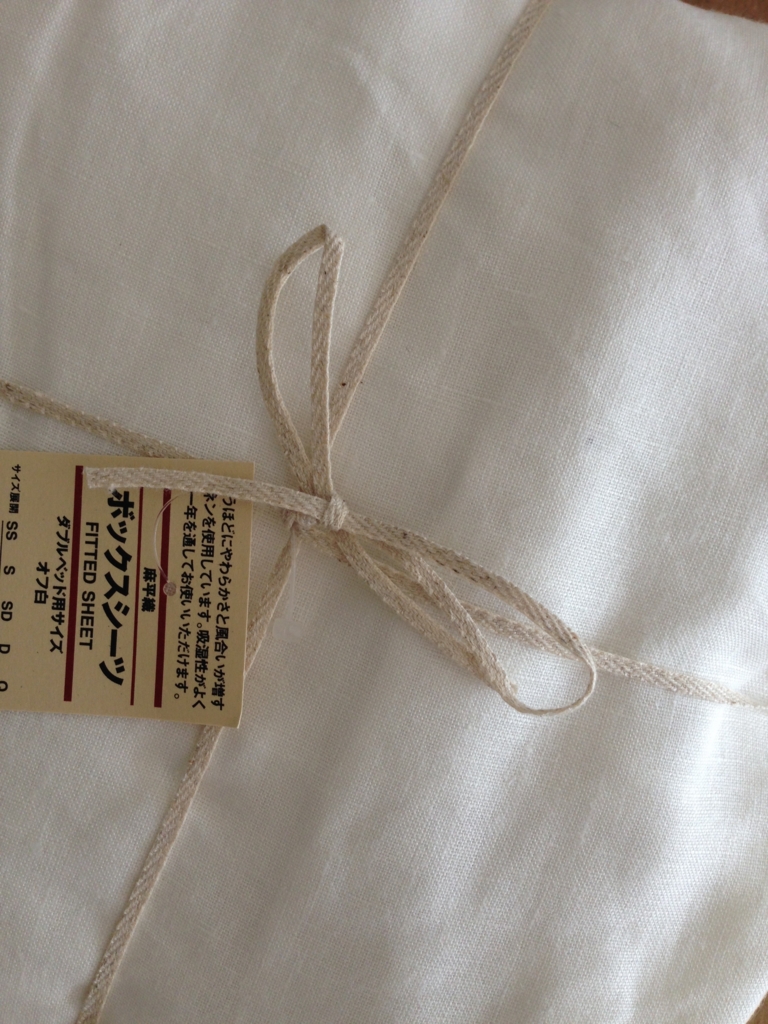 うほどにやわらかさと風合いが増す
ネンを使用しています。吸湿性がよく
一年を通してお使いいただけます。
麻平織
ボックスシーツ
FITTED SHEET
ダブルベッド用サイズ
オフ白
サイズ展開 SS S SD D Q